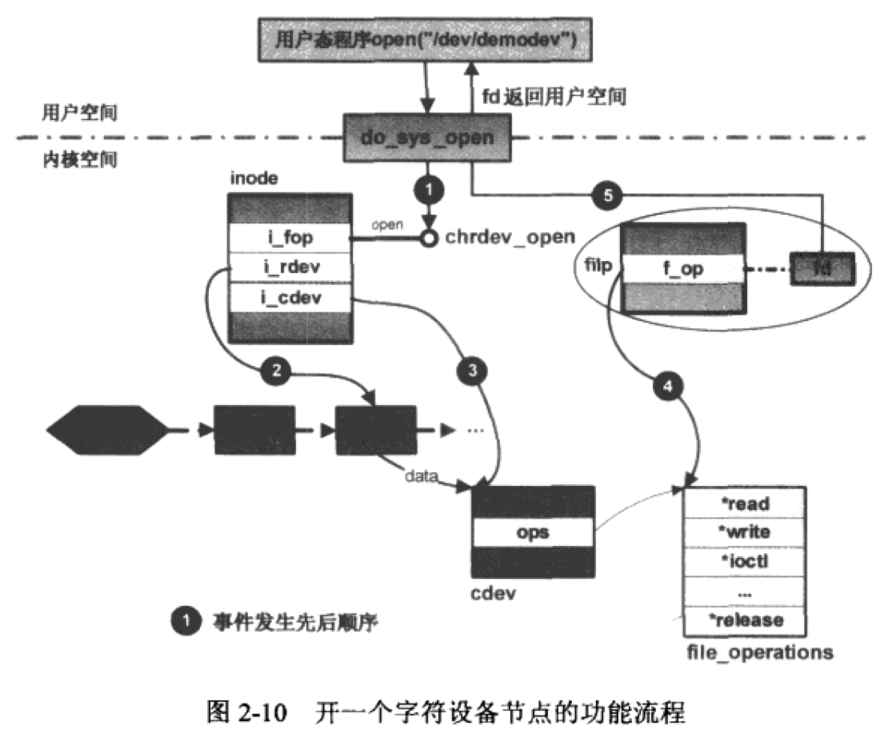 用户态程序open("/dev/demodev")
fd返回用户空间
用户空间
do_sys_open
内核空间
inode
1
5
open
chrdev_open
i_fop
i_rdev
i_cdev
filp
f_op
fd
2
3
4
...
data
ops
cdev
*read
*write
*ioctl
...
*release
file_operations
1 事件发生先后顺序
图 2-10 开一个字符设备节点的功能流程